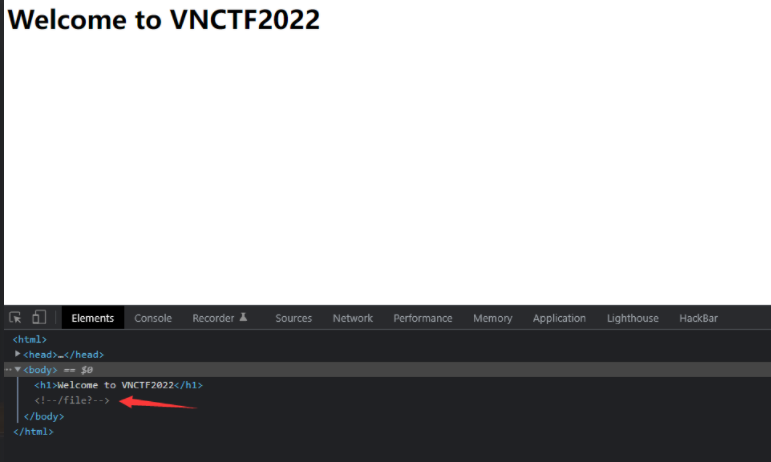 Welcome to VNCTF2022
Elements Console Recorder Sources Network Performance Memory Application Lighthouse HackBar
<html>
▶<head>…</head>
…▼<body> == $0
<h1>Welcome to VNCTF2022</h1>
<!--/file?-->
</body>
</html>